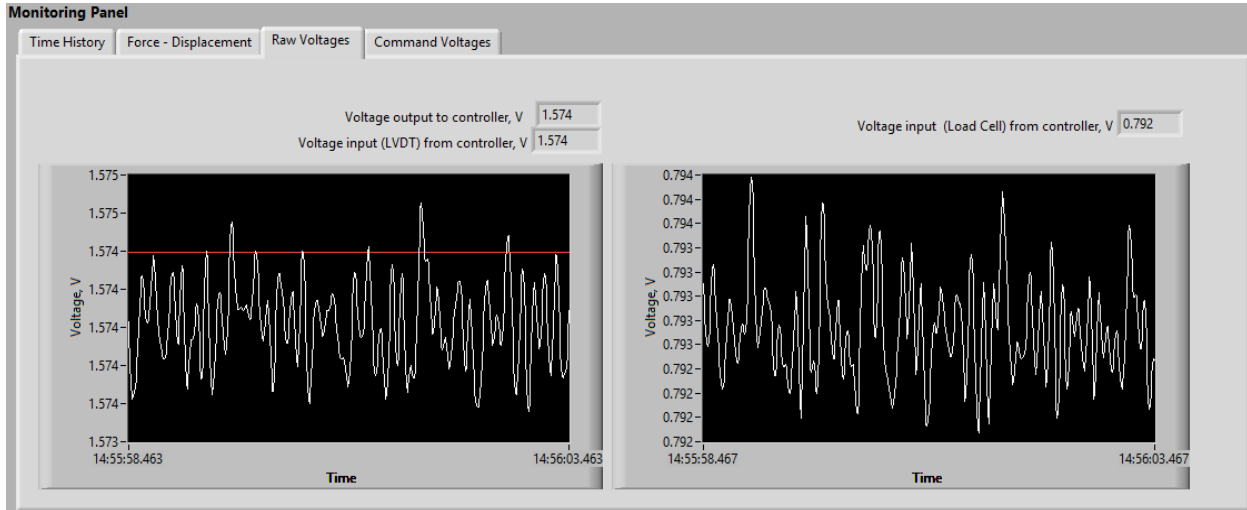 Monitoring Panel
Time History Force - Displacement Raw Voltages Command Voltages
Voltage output to controller, V 1.574
Voltage input (LVDT) from controller, V 1.574
Voltage, V
1.575
1.575
1.574
1.574
1.574
1.574
1.574
1.573
14:55:58.463 14:56:03.463
Time
Voltage input (Load Cell) from controller, V 0.792
Voltage, V
0.794
0.794
0.794
0.793
0.793
0.793
0.793
0.793
0.792
0.792
0.792
0.792
14:55:58.467 14:56:03.467
Time